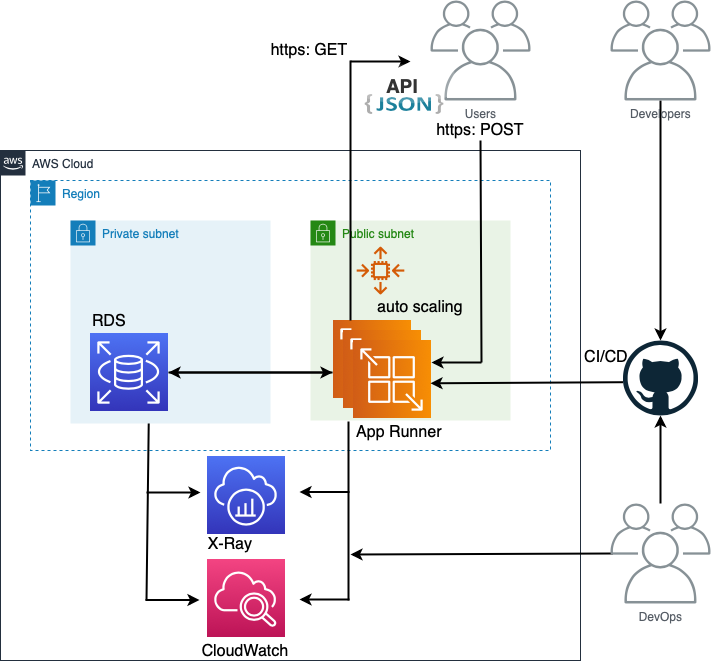 https: GET
API
{JSON}
Users
https: POST
Developers
aws
AWS Cloud
Region
Private subnet
Public subnet
auto scaling
RDS
CI/CD
App Runner
X-Ray
CloudWatch
DevOps